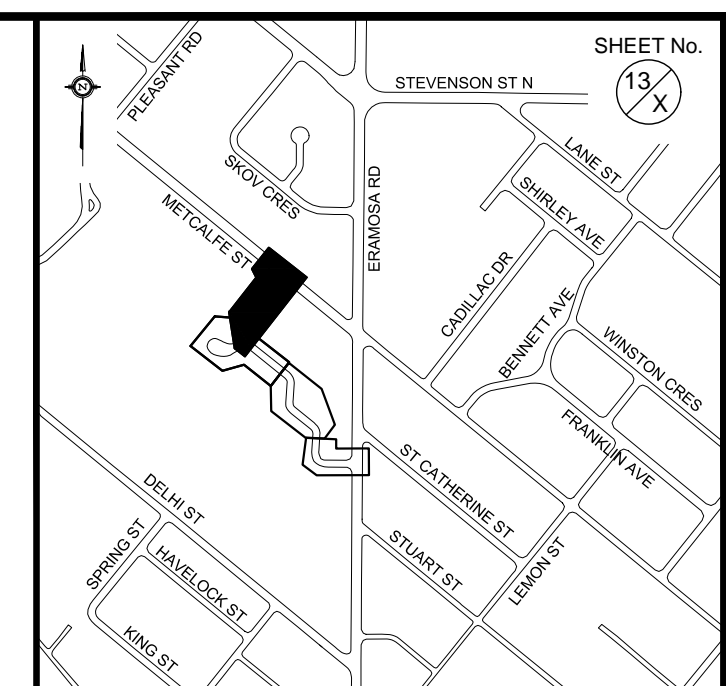 SHEET No.
13
X
N
PLEASANT RD
STEVENSON ST N
LANE ST
SKOV CRES
SHIRLEY AVE
METCALFE ST
ERAMOSA RD
CADILLAC DR
BENNETT AVE
WINSTON CRES
FRANKLIN AVE
ST CATHERINE ST
DELHI ST
SPRING ST
HAVELOCK ST
STUART ST
LEMON ST
KING ST